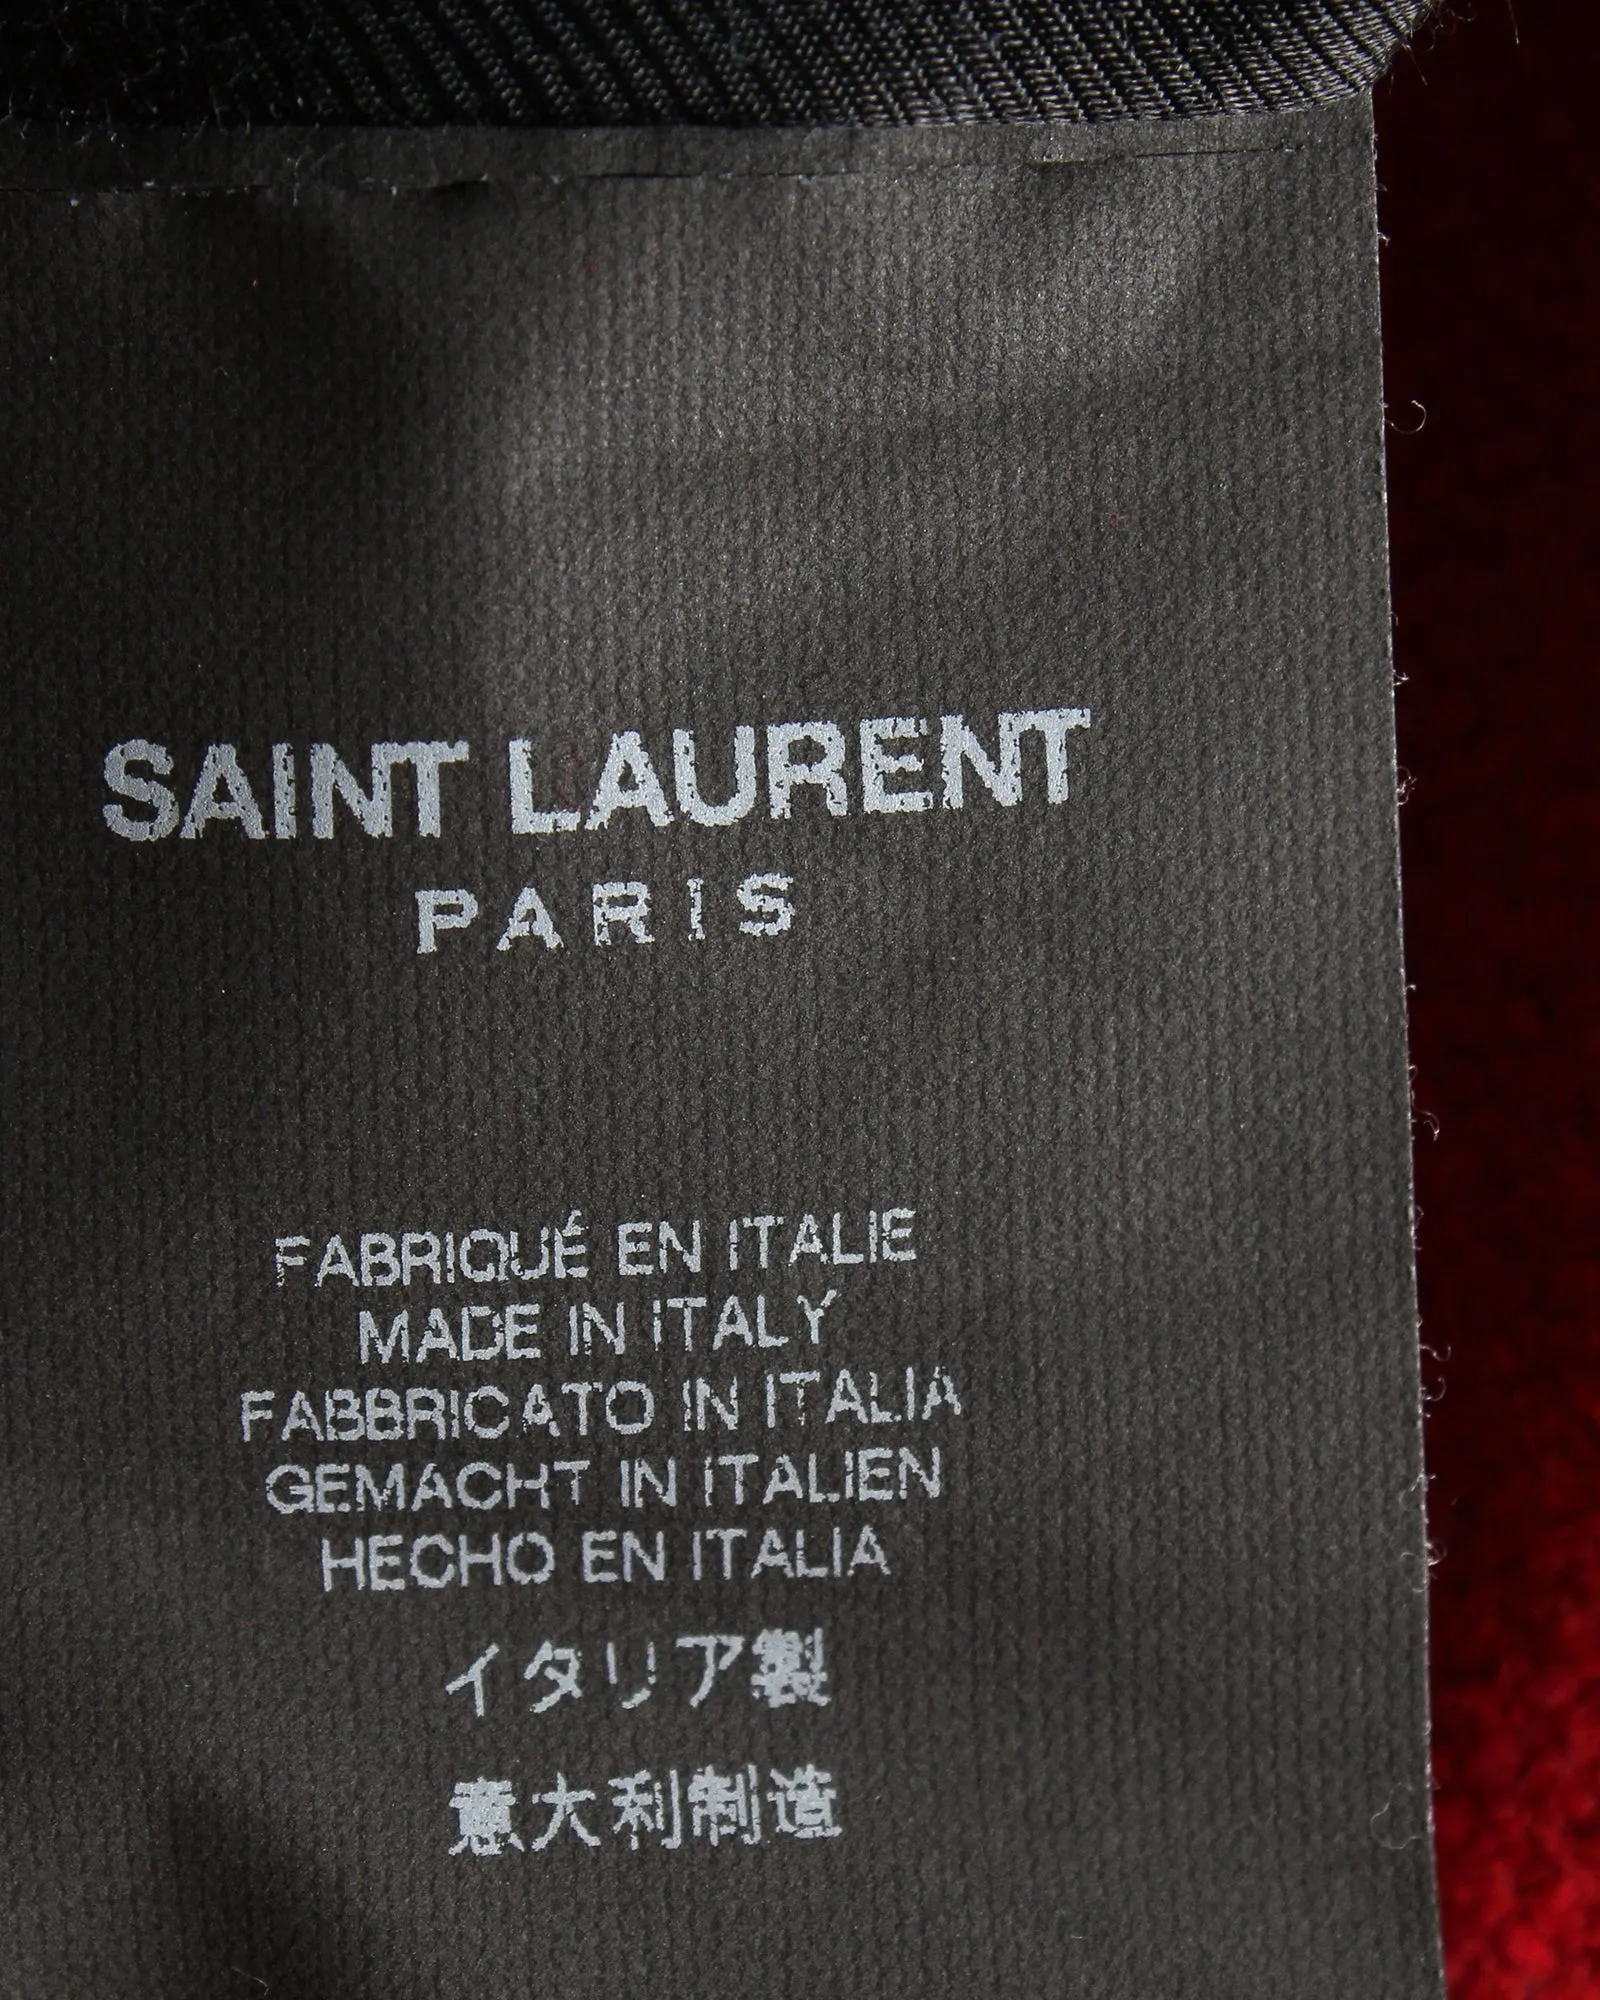 SAINT LAURENT
PARIS
FABRIQUÉ EN ITALIE
MADE IN ITALY
FABBRICATO IN ITALIA
GEMACHT IN ITALIEN
HECHO EN ITALIA
イタリア製
意大利制造